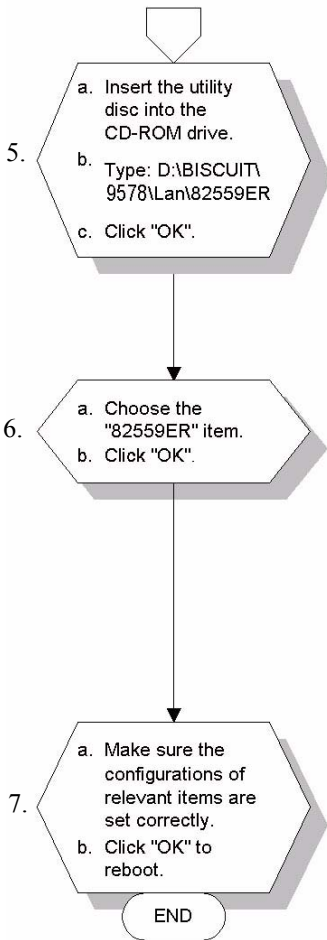 5.
a. Insert the utility
disc into the
CD-ROM drive.
b. Type: D:\BISCUIT\
9578\Lan\82559ER
c. Click "OK".
6.
a. Choose the
"82559ER" item.
b. Click "OK".
7.
a. Make sure the
configurations of
relevant items are
set correctly.
b. Click "OK" to
reboot.
END